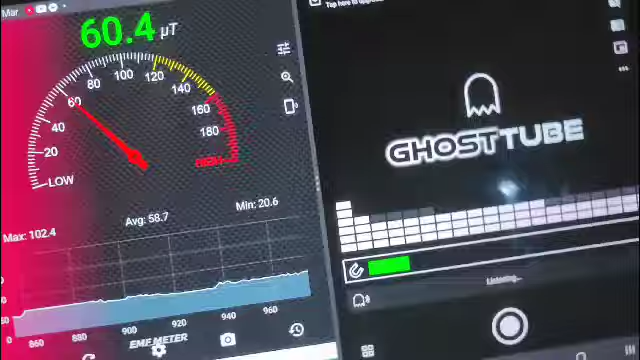 Mar
60.4 μT
LOW
20
40
60
80
100
120
140
160
180
HIGH
Max: 102.4
Avg: 58.7
Min: 20.6
0
860
880
900
920
940
960
EMF METER
Tap here to upgrade
GHOSTTUBE
Listening...